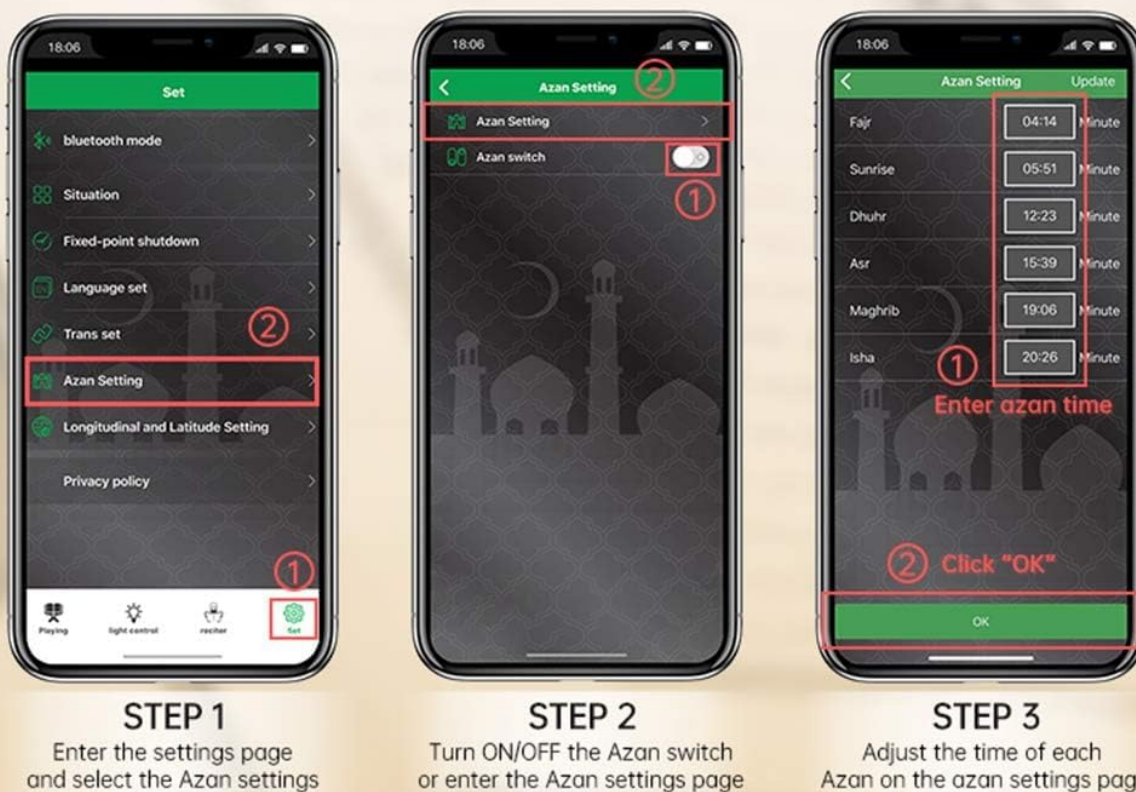 18:06
Set
bluetooth mode
Situation
Fixed-point shutdown
Language set
Trans set
②
Azan Setting
Longitudinal and Latitude Setting
Privacy policy
①
Playing
light control
reciter
Set
STEP 1
Enter the settings page
and select the Azan settings
18:06
Azan Setting
②
Azan Setting
Azan switch
①
STEP 2
Turn ON/OFF the Azan switch
or enter the Azan settings page
18:06
Azan Setting Update
Fajr 04:14 Minute
Sunrise 05:51 Minute
Dhuhr 12:23 Minute
Asr 15:39 Minute
Maghrib 19:06 Minute
Isha 20:26 Minute
①
Enter azan time
② Click "OK"
OK
STEP 3
Adjust the time of each
Azan on the azan settings pag